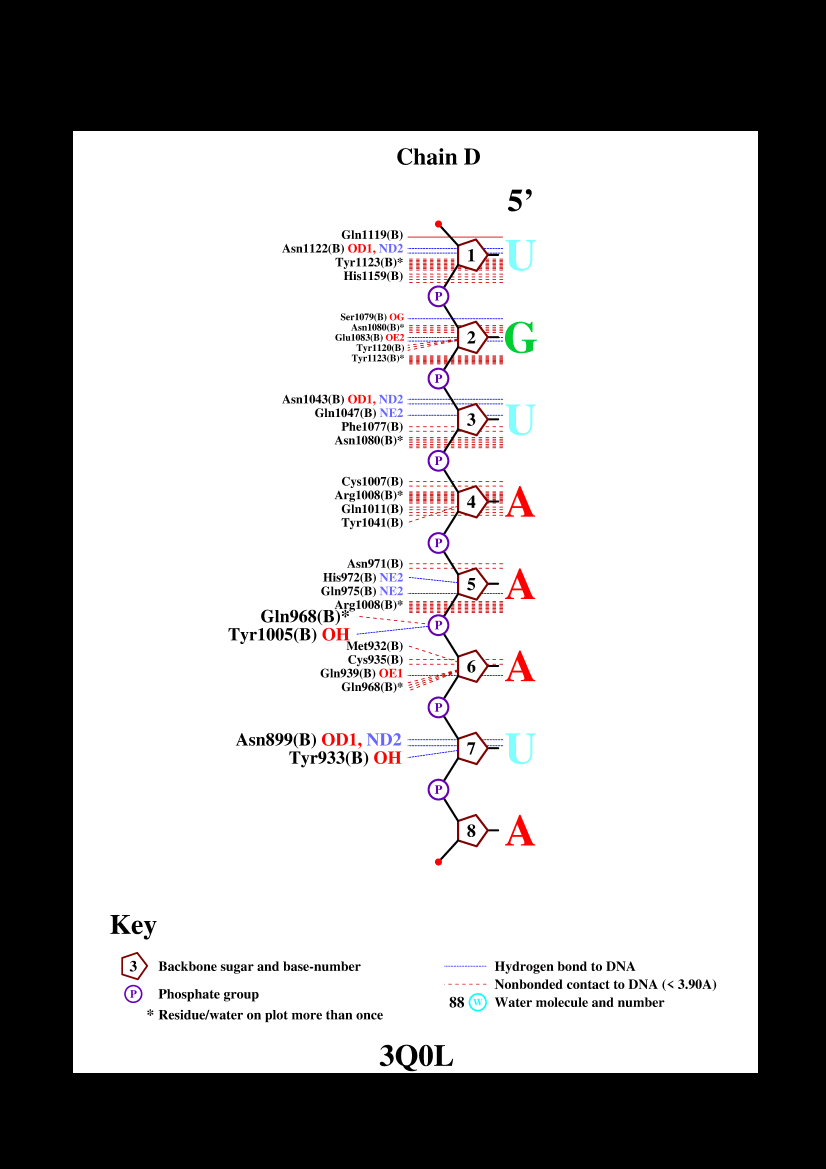 Chain D
5’
Gln1119(B)
Asn1122(B) OD1, ND2
Tyr1123(B)*
His1159(B)
1 U
P
Ser1079(B) OG
Asn1080(B)*
Glu1083(B) OE2
Tyr1120(B)
Tyr1123(B)*
2 G
P
Asn1043(B) OD1, ND2
Gln1047(B) NE2
Phe1077(B)
Asn1080(B)*
3 U
P
Cys1007(B)
Arg1008(B)*
Gln1011(B)
Tyr1041(B)
4 A
P
Asn971(B)
His972(B) NE2
Gln975(B) NE2
Arg1008(B)*
5 A
Gln968(B)*
Tyr1005(B) OH
P
Met932(B)
Cys935(B)
Gln939(B) OE1
Gln968(B)*
6 A
P
Asn899(B) OD1, ND2
Tyr933(B) OH
7 U
P
8 A
Key
3 Backbone sugar and base-number
P Phosphate group
* Residue/water on plot more than once
Hydrogen bond to DNA
Nonbonded contact to DNA (< 3.90A)
88 W Water molecule and number
3Q0L